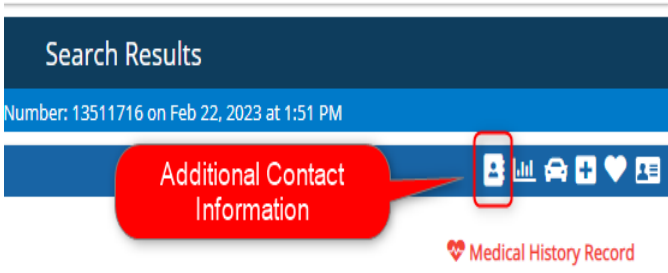 Search Results
Number: 13511716 on Feb 22, 2023 at 1:51 PM
Additional Contact
Information
Medical History Record